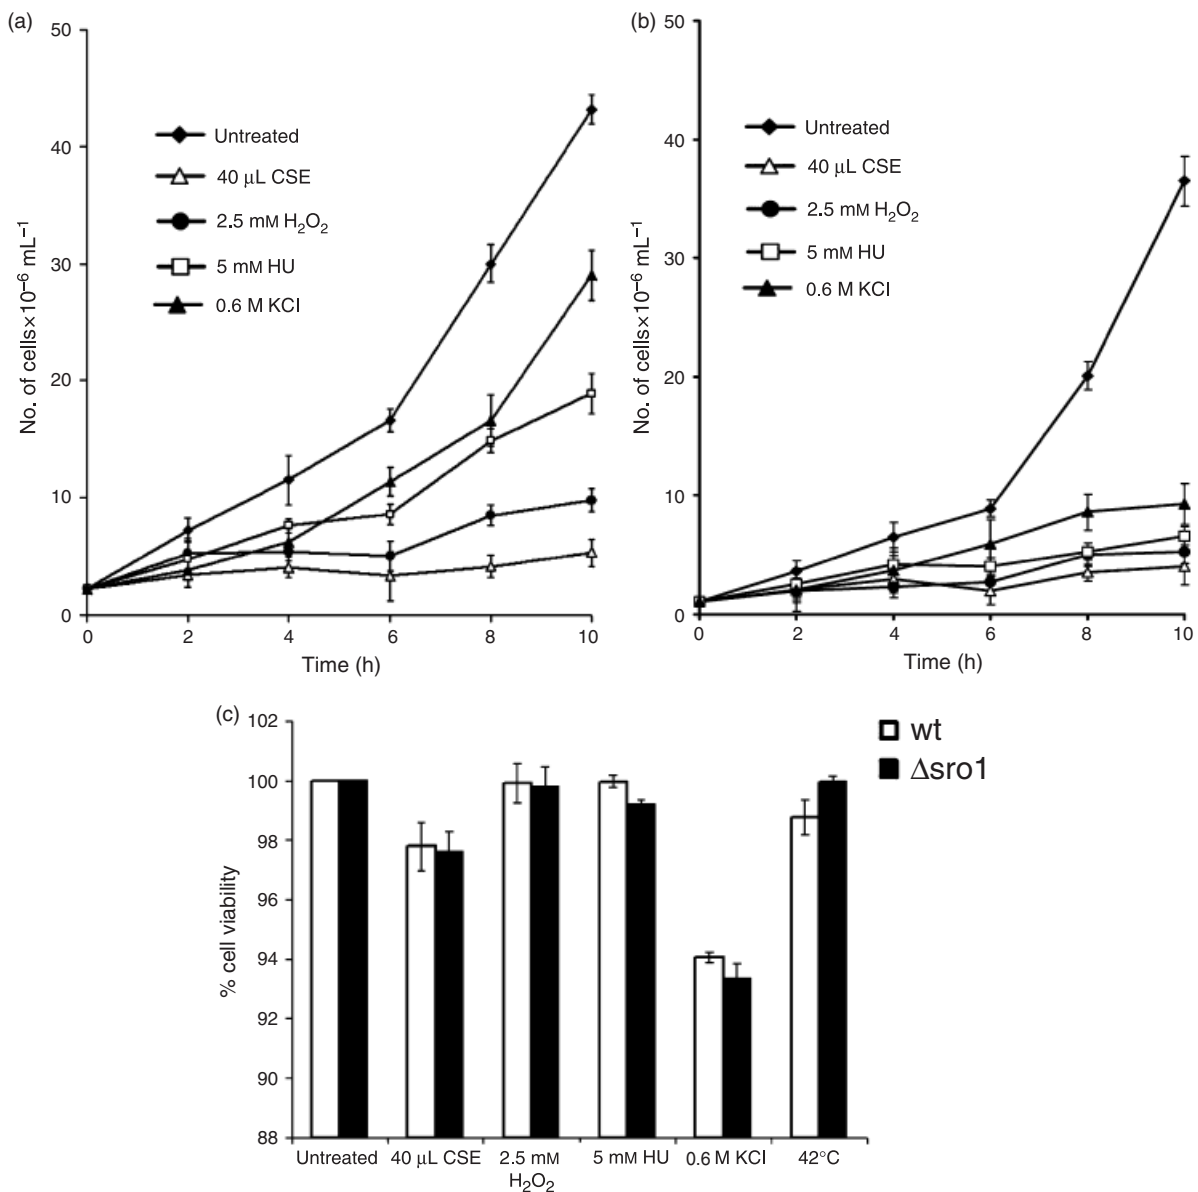 (a)
50
40
30
20
10
0
No. of cells×10⁻⁶ mL⁻¹
Untreated
40 μL CSE
2.5 mM H₂O₂
5 mM HU
0.6 M KCl
0 2 4 6 8 10
Time (h)
(b)
50
40
30
20
10
0
No. of cells×10⁻⁶ mL⁻¹
Untreated
40 μL CSE
2.5 mM H₂O₂
5 mM HU
0.6 M KCl
0 2 4 6 8 10
Time (h)
(c)
102
100
98
96
94
92
90
88
% cell viability
wt
Δsro1
Untreated 40 μL CSE 2.5 mM 5 mM HU 0.6 M KCl 42°C
H₂O₂